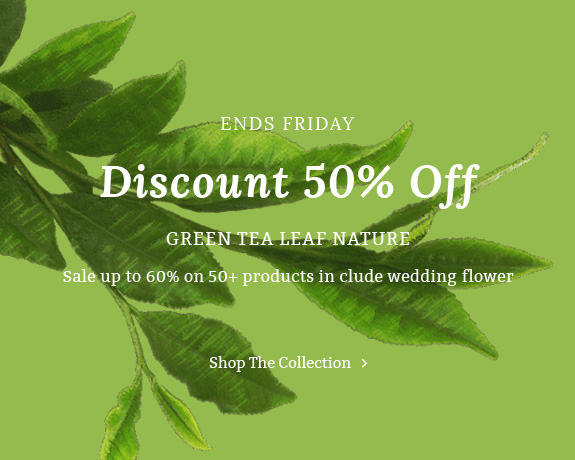 ENDS FRIDAY
Discount 50% Off
GREEN TEA LEAF NATURE
Sale up to 60% on 50+ products in clude wedding flower
Shop The Collection >